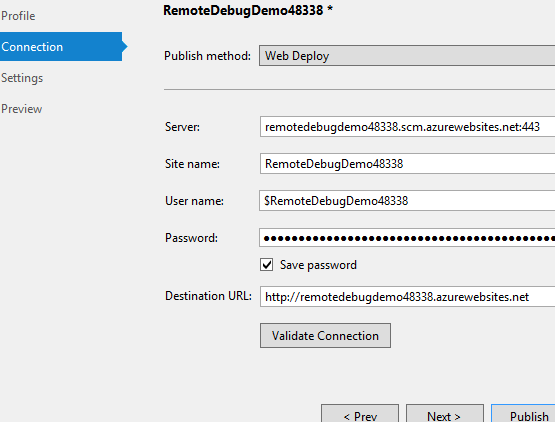 Profile
RemoteDebugDemo48338 *
Connection
Publish method: Web Deploy
Settings
Preview
Server: remotedebugdemo48338.scm.azurewebsites.net:443
Site name: RemoteDebugDemo48338
User name: $RemoteDebugDemo48338
Password:
Save password
Destination URL: http://remotedebugdemo48338.azurewebsites.net
Validate Connection
< Prev Next > Publish